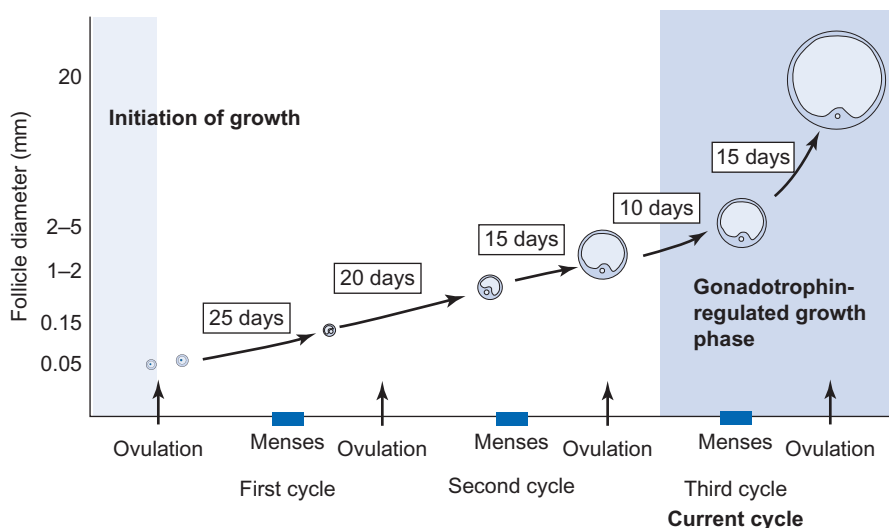 Follicle diameter (mm)
20
2–5
1–2
0.15
0.05
Initiation of growth
25 days
20 days
15 days
10 days
15 days
Gonadotrophin-
regulated growth
phase
Ovulation
Menses
Ovulation
Menses
Ovulation
Menses
Ovulation
First cycle
Second cycle
Third cycle
Current cycle